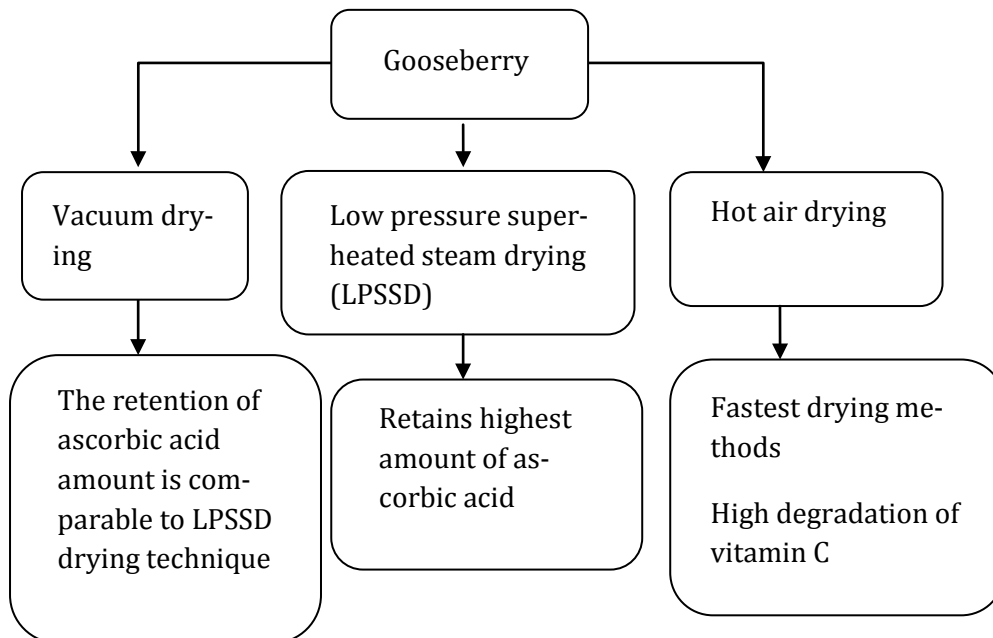 Gooseberry
Vacuum dry-
ing
Low pressure super-
heated steam drying
(LPSSD)
Hot air drying
The retention of
ascorbic acid
amount is com-
parable to LPSSD
drying technique
Retains highest
amount of as-
corbic acid
Fastest drying me-
thods
High degradation of
vitamin C